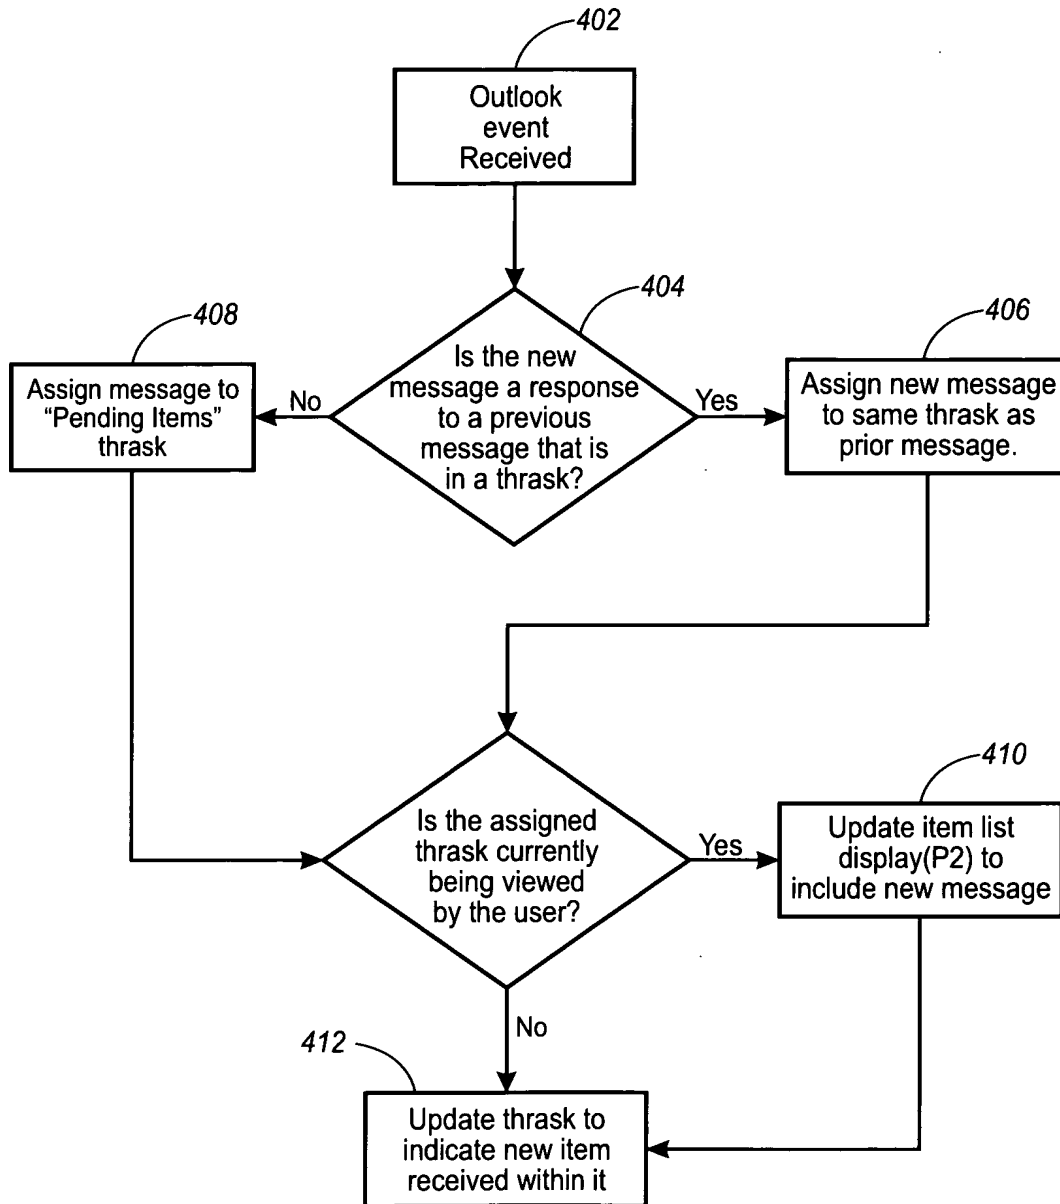 402
Outlook
event
Received
404
Is the new
message a response
to a previous
message that is
in a thrask?
408
Assign message to
“Pending Items”
thrask
No
Yes
406
Assign new message
to same thrask as
prior message.
Is the assigned
thrask currently
being viewed
by the user?
Yes
410
Update item list
display(P2) to
include new message
No
412
Update thrask to
indicate new item
received within it